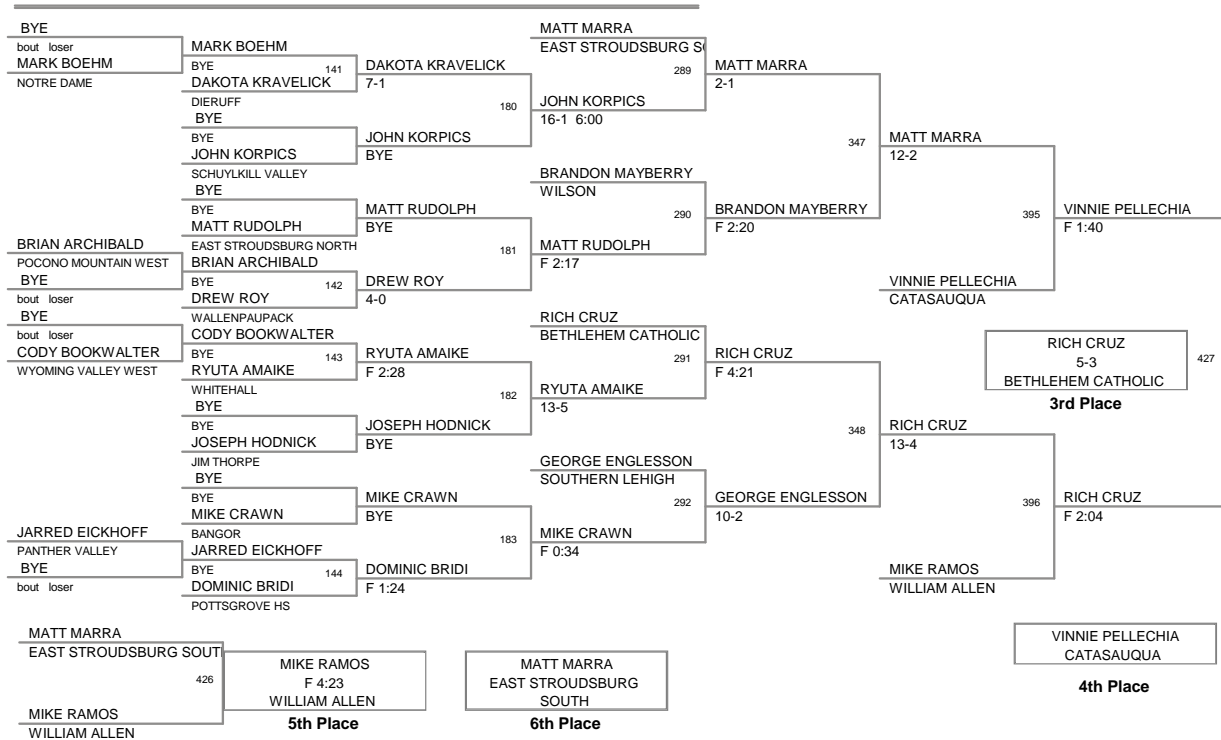 BYE
bout loser
MARK BOEHM
NOTRE DAME
BRIAN ARCHIBALD
POCONO MOUNTAIN WEST
BYE
bout loser
BYE
bout loser
CODY BOOKWALTER
WYOMING VALLEY WEST
JARRED EICKHOFF
PANTHER VALLEY
BYE
bout loser
MARK BOEHM
BYE
141
DAKOTA KRAVELICK
DIERUFF
BYE
BYE
JOHN KORPICS
SCHUYLKILL VALLEY
BYE
BYE
MATT RUDOLPH
EAST STROUDSBURG NORTH
BRIAN ARCHIBALD
BYE
142
DREW ROY
WALLENPAUPACK
CODY BOOKWALTER
BYE
143
RYUTA AMAIKE
WHITEHALL
BYE
BYE
JOSEPH HODNICK
JIM THORPE
BYE
BYE
MIKE CRAWN
BANGOR
JARRED EICKHOFF
BYE
144
DOMINIC BRIDI
POTTSGROVE HS
DAKOTA KRAVELICK
7-1
180
JOHN KORPICS
BYE
MATT RUDOLPH
BYE
181
DREW ROY
4-0
RYUTA AMAIKE
F 2:28
182
JOSEPH HODNICK
BYE
MIKE CRAWN
BYE
183
DOMINIC BRIDI
F 1:24
MATT MARRA
EAST STROUDSBURG SO
289
JOHN KORPICS
16-1 6:00
BRANDON MAYBERRY
WILSON
290
MATT RUDOLPH
F 2:17
RICH CRUZ
BETHLEHEM CATHOLIC
291
RYUTA AMAIKE
13-5
GEORGE ENGLESSON
SOUTHERN LEHIGH
292
MIKE CRAWN
F 0:34
MATT MARRA
2-1
347
BRANDON MAYBERRY
F 2:20
RICH CRUZ
F 4:21
348
GEORGE ENGLESSON
10-2
MATT MARRA
12-2
395
VINNIE PELLECHIA
CATASAUQUA
RICH CRUZ
13-4
396
MIKE RAMOS
WILLIAM ALLEN
VINNIE PELLECHIA
F 1:40
RICH CRUZ
5-3
BETHLEHEM CATHOLIC
427
3rd Place
RICH CRUZ
F 2:04
VINNIE PELLECHIA
CATASAUQUA
4th Place
MATT MARRA
EAST STROUDSBURG SOUT
426
MIKE RAMOS
WILLIAM ALLEN
MIKE RAMOS
F 4:23
WILLIAM ALLEN
5th Place
MATT MARRA
EAST STROUDSBURG
SOUTH
6th Place